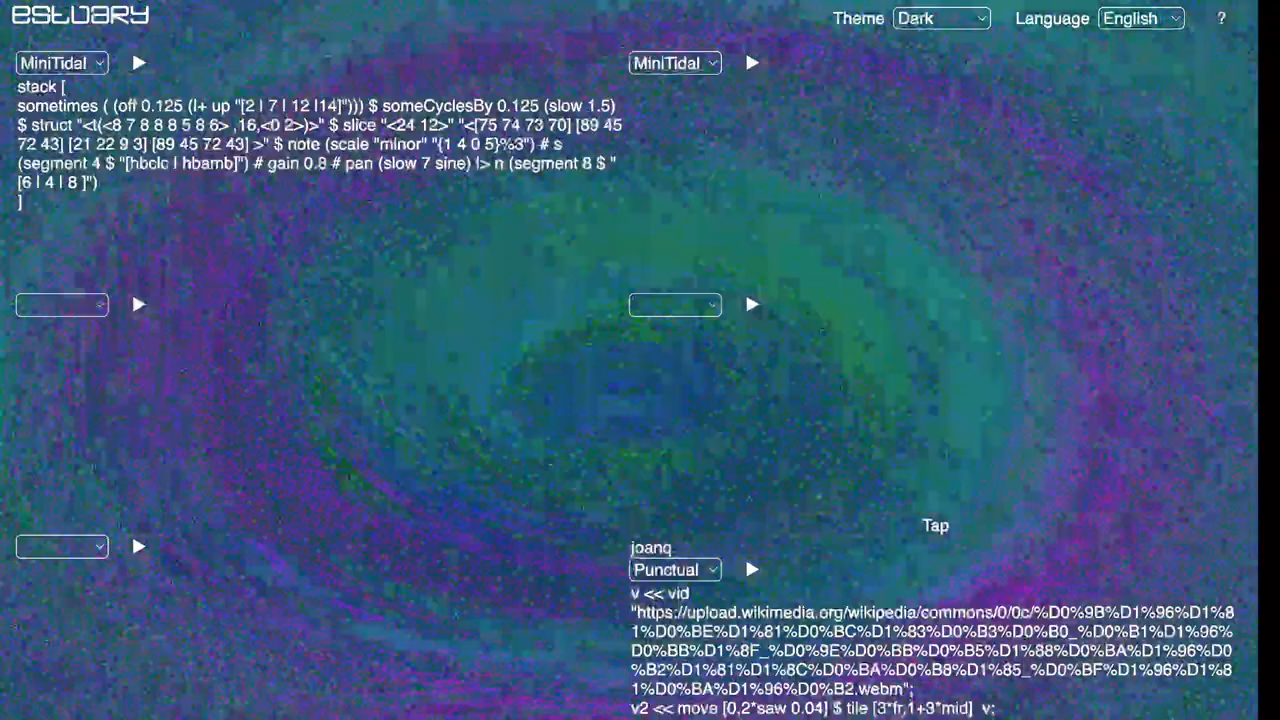 estuary
Theme Dark Language English ?
MiniTidal
stack [
sometimes ( (off 0.125 (|+ up "[2 | 7 | 12 |14]"))) $ someCyclesBy 0.125 (slow 1.5)
$ struct "<t(<8 7 8 8 8 5 8 6> ,16,<0 2>)>" $ slice "<24 12>" "<[75 74 73 70] [89 45
72 43] [21 22 9 3] [89 45 72 43] >" $ note (scale "minor" "{1 4 0 5}%3") # s
(segment 4 $ "[hbclc | hbamb]") # gain 0.8 # pan (slow 7 sine) |> n (segment 8 $ "
[6 | 4 | 8 ]")
]
MiniTidal
Tap
joanq
Punctual
v << vid
"https://upload.wikimedia.org/wikipedia/commons/0/0c/%D0%9B%D1%96%D1%8
1%D0%BE%D1%81%D0%BC%D1%83%D0%B3%D0%B0_%D0%B1%D1%96%
D0%BB%D1%8F_%D0%9E%D0%BB%D0%B5%D1%88%D0%BA%D1%96%D0
%B2%D1%81%D1%8C%D0%BA%D0%B8%D1%85_%D0%BF%D1%96%D1%8
1%D0%BA%D1%96%D0%B2.webm";
v2 << move [0,2*saw 0.04] $ tile [3*fr,1+3*mid] v;